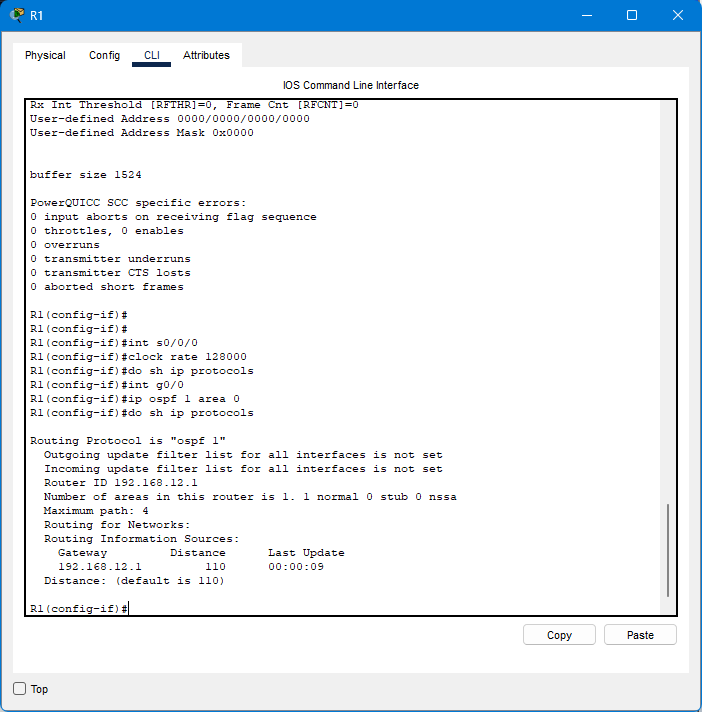 R1
Physical Config CLI Attributes
IOS Command Line Interface
Rx Int Threshold [RFTHR]=0, Frame Cnt [RFCNT]=0
User-defined Address 0000/0000/0000/0000
User-defined Address Mask 0x0000
buffer size 1524
PowerQUICC SCC specific errors:
0 input aborts on receiving flag sequence
0 throttles, 0 enables
0 overruns
0 transmitter underruns
0 transmitter CTS losts
0 aborted short frames
R1(config-if)#
R1(config-if)#
R1(config-if)#int s0/0/0
R1(config-if)#clock rate 128000
R1(config-if)#do sh ip protocols
R1(config-if)#int g0/0
R1(config-if)#ip ospf 1 area 0
R1(config-if)#do sh ip protocols
Routing Protocol is "ospf 1"
Outgoing update filter list for all interfaces is not set
Incoming update filter list for all interfaces is not set
Router ID 192.168.12.1
Number of areas in this router is 1. 1 normal 0 stub 0 nssa
Maximum path: 4
Routing for Networks:
Routing Information Sources:
Gateway Distance Last Update
192.168.12.1 110 00:00:09
Distance: (default is 110)
R1(config-if)#
Copy Paste
Top